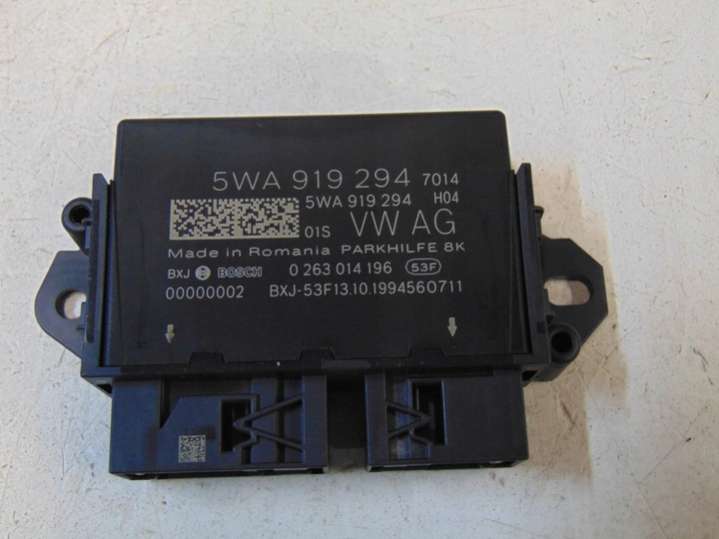 5WA 919 294 7014
5WA 919 294 H04
01S VW AG
Made in Romania PARKHILFE 8K
BXJ BOSCH 0 263 014 196 53F
00000002 BXJ-53F13.10.1994560711